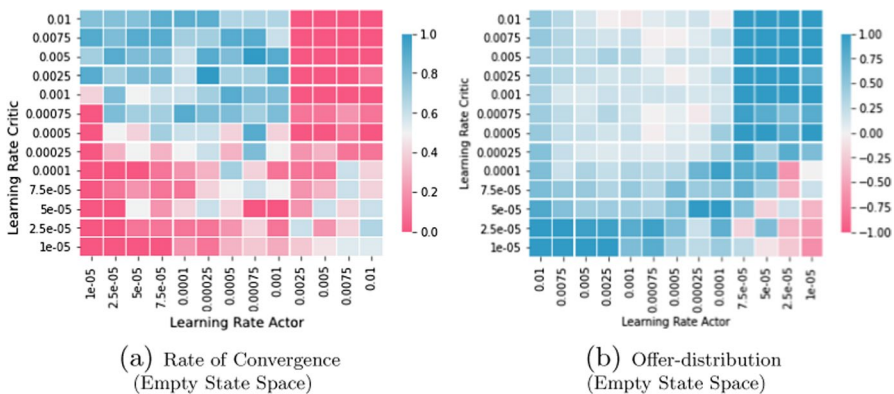 Learning Rate Critic
0.01
0.0075
0.005
0.0025
0.001
0.00075
0.0005
0.00025
0.0001
7.5e-05
5e-05
2.5e-05
1e-05
1e-05
2.5e-05
5e-05
7.5e-05
0.0001
0.00025
0.0005
0.00075
0.001
0.0025
0.005
0.0075
0.01
Learning Rate Actor
1.0
0.8
0.6
0.4
0.2
0.0
(a) Rate of Convergence
(Empty State Space)
Learning Rate Critic
0.01
0.0075
0.005
0.0025
0.001
0.00075
0.0005
0.00025
0.0001
7.5e-05
5e-05
2.5e-05
1e-05
0.01
0.0075
0.005
0.0025
0.001
0.00075
0.0005
0.00025
0.0001
7.5e-05
5e-05
2.5e-05
1e-05
Learning Rate Actor
1.00
0.75
0.50
0.25
0.00
−0.25
−0.50
−0.75
−1.00
(b) Offer-distribution
(Empty State Space)